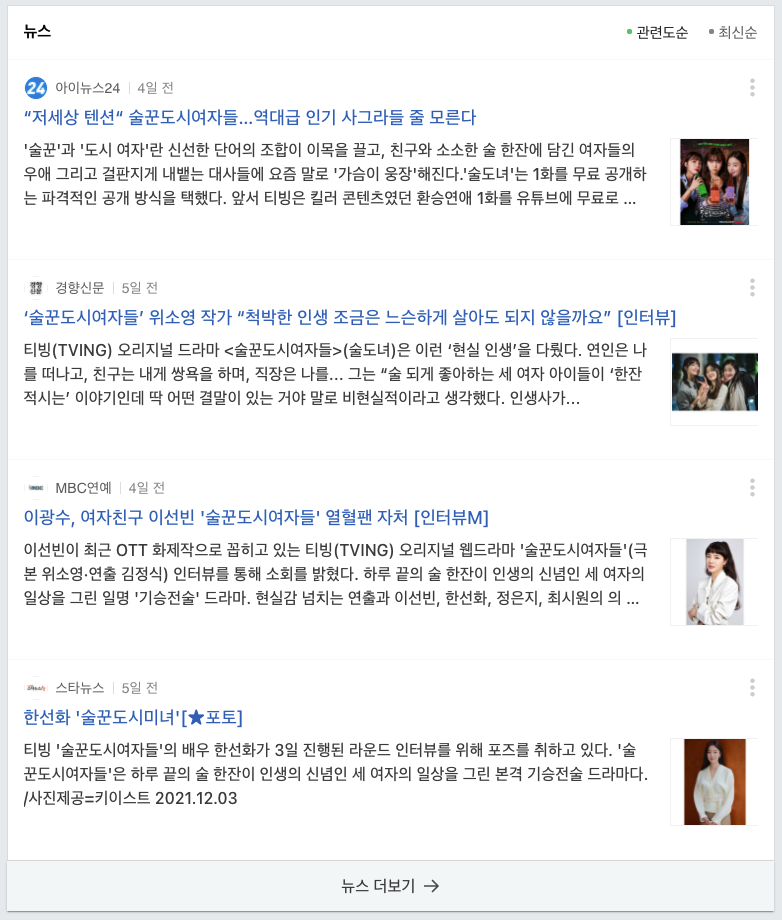 뉴스
관련도순 최신순
24 아이뉴스24 4일 전
“저세상 텐션“ 술꾼도시여자들...역대급 인기 사그라들 줄 모른다
'술꾼'과 '도시 여자'란 신선한 단어의 조합이 이목을 끌고, 친구와 소소한 술 한잔에 담긴 여자들의
우애 그리고 걸판지게 내뱉는 대사들에 요즘 말로 '가슴이 웅장'해진다.'술도녀'는 1화를 무료 공개하
는 파격적인 공개 방식을 택했다. 앞서 티빙은 킬러 콘텐츠였던 환승연애 1화를 유튜브에 무료로 ...
경향신문 경향신문 5일 전
‘술꾼도시여자들’ 위소영 작가 “척박한 인생 조금은 느슨하게 살아도 되지 않을까요” [인터뷰]
티빙(TVING) 오리지널 드라마 <술꾼도시여자들>(술도녀)은 이런 ‘현실 인생’을 다뤘다. 연인은 나
를 떠나고, 친구는 내게 쌍욕을 하며, 직장은 나를... 그는 “술 되게 좋아하는 세 여자 아이들이 ‘한잔
적시는’ 이야기인데 딱 어떤 결말이 있는 거야 말로 비현실적이라고 생각했다. 인생사가...
MBC연예 4일 전
이광수, 여자친구 이선빈 '술꾼도시여자들' 열혈팬 자처 [인터뷰M]
이선빈이 최근 OTT 화제작으로 꼽히고 있는 티빙(TVING) 오리지널 웹드라마 '술꾼도시여자들'(극
본 위소영·연출 김정식) 인터뷰를 통해 소회를 밝혔다. 하루 끝의 술 한잔이 인생의 신념인 세 여자의
일상을 그린 일명 '기승전술' 드라마. 현실감 넘치는 연출과 이선빈, 한선화, 정은지, 최시원의 의 ...
스타뉴스 5일 전
한선화 '술꾼도시미녀'[★포토]
티빙 '술꾼도시여자들'의 배우 한선화가 3일 진행된 라운드 인터뷰를 위해 포즈를 취하고 있다. '술
꾼도시여자들'은 하루 끝의 술 한잔이 인생의 신념인 세 여자의 일상을 그린 본격 기승전술 드라마다.
/사진제공=키이스트 2021.12.03
뉴스 더보기 →